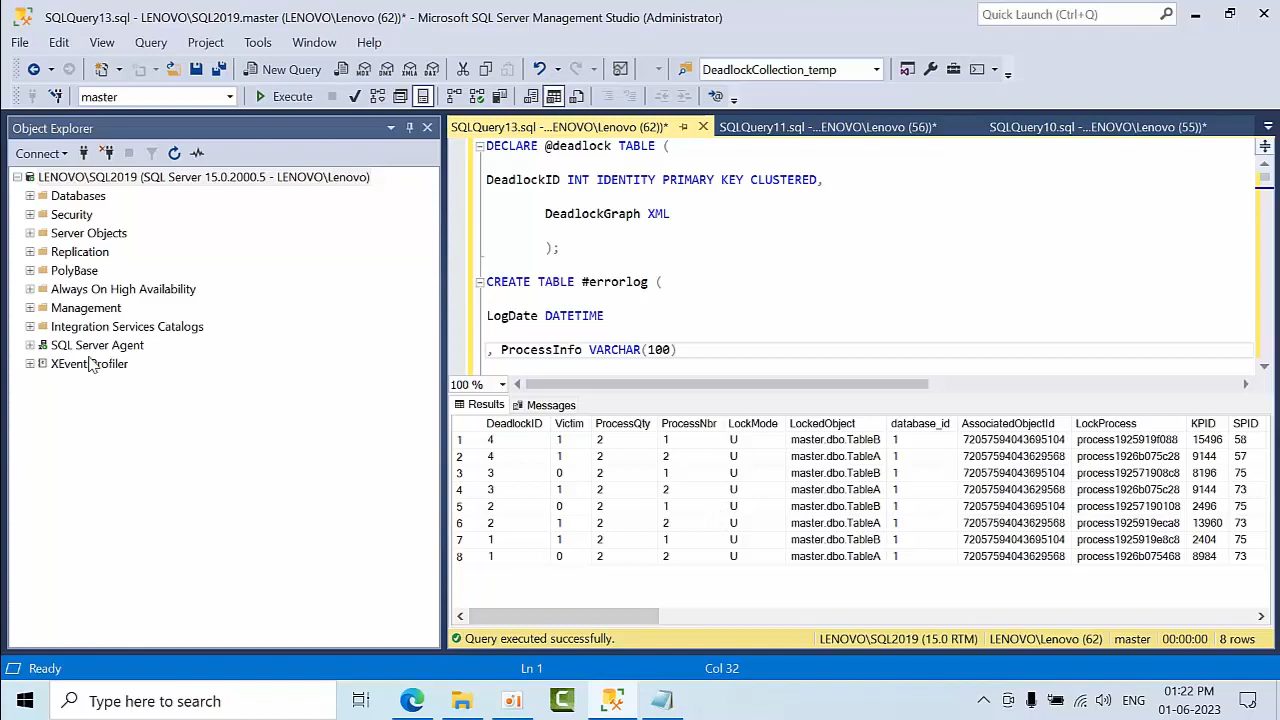 SQLQuery13.sql - LENOVO\SQL2019.master (LENOVO\Lenovo (62))* - Microsoft SQL Server Management Studio (Administrator)
Quick Launch (Ctrl+Q)
File Edit View Query Project Tools Window Help
New Query MDX DMX XMLA DAX DeadlockCollection_temp
master Execute
Object Explorer
SQLQuery13.sql -...ENOVO\Lenovo (62))* SQLQuery11.sql -...ENOVO\Lenovo (56))* SQLQuery10.sql -...ENOVO\Lenovo (55))*
Connect
LENOVO\SQL2019 (SQL Server 15.0.2000.5 - LENOVO\Lenovo)
Databases
Security
Server Objects
Replication
PolyBase
Always On High Availability
Management
Integration Services Catalogs
SQL Server Agent
XEvent Profiler
DECLARE @deadlock TABLE (
DeadlockID INT IDENTITY PRIMARY KEY CLUSTERED,
DeadlockGraph XML
);
CREATE TABLE #errorlog (
LogDate DATETIME
, ProcessInfo VARCHAR(100)
100 %
Results Messages
DeadlockID Victim ProcessQty ProcessNbr LockMode LockedObject database_id AssociatedObjectId LockProcess KPID SPID
1 4 1 2 1 U master.dbo.TableB 1 72057594043695104 process1925919f088 15496 58
2 4 1 2 2 U master.dbo.TableA 1 72057594043629568 process1926b075c28 9144 57
3 3 0 2 1 U master.dbo.TableB 1 72057594043695104 process192571908c8 8196 75
4 3 1 2 2 U master.dbo.TableA 1 72057594043629568 process1926b075c28 9144 73
5 2 0 2 1 U master.dbo.TableB 1 72057594043695104 process19257190108 2496 75
6 2 1 2 2 U master.dbo.TableA 1 72057594043629568 process1925919eca8 13960 73
7 1 1 2 1 U master.dbo.TableB 1 72057594043695104 process1925919e8c8 2404 75
8 1 0 2 2 U master.dbo.TableA 1 72057594043629568 process1926b075468 8984 73
Query executed successfully. LENOVO\SQL2019 (15.0 RTM) LENOVO\Lenovo (62) master 00:00:00 8 rows
Ready Ln 1 Col 32
Type here to search
ENG
01:22 PM
01-06-2023